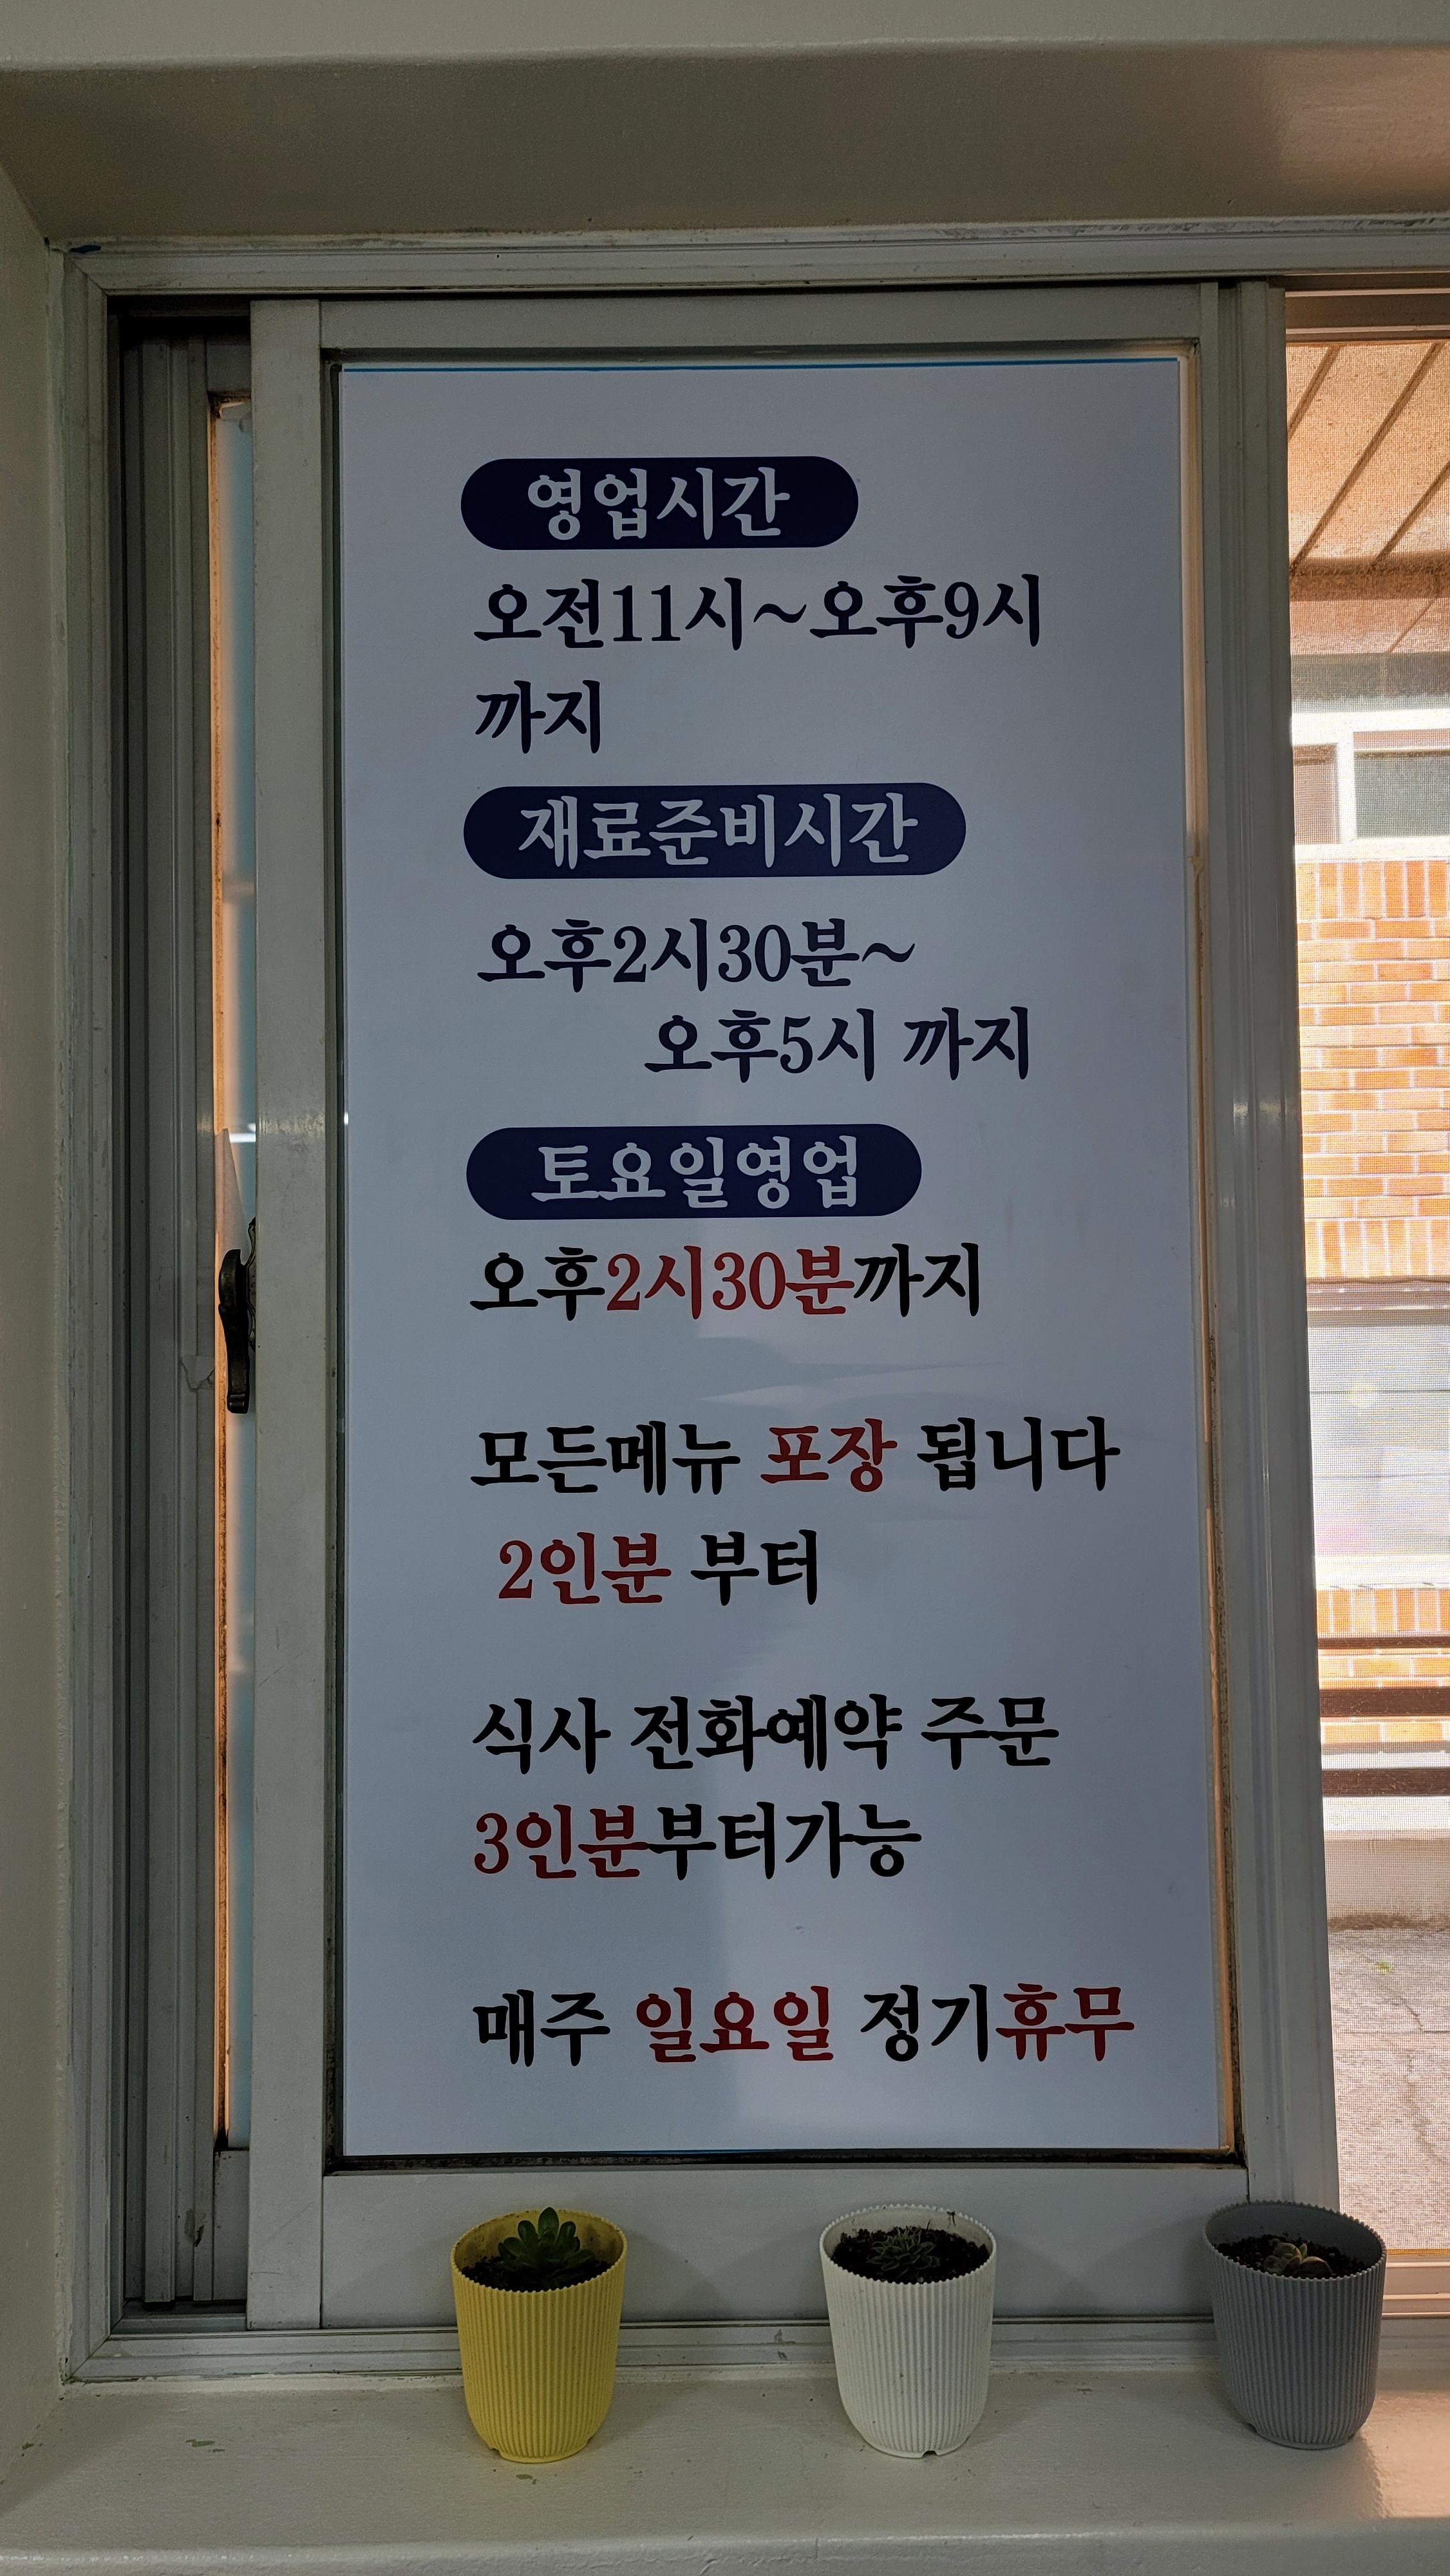 영업시간
오전11시~오후9시
까지
재료준비시간
오후2시30분~
오후5시 까지
토요일영업
오후2시30분까지
모든메뉴 포장 됩니다
2인분 부터
식사 전화예약 주문
3인분부터가능
매주 일요일 정기휴무